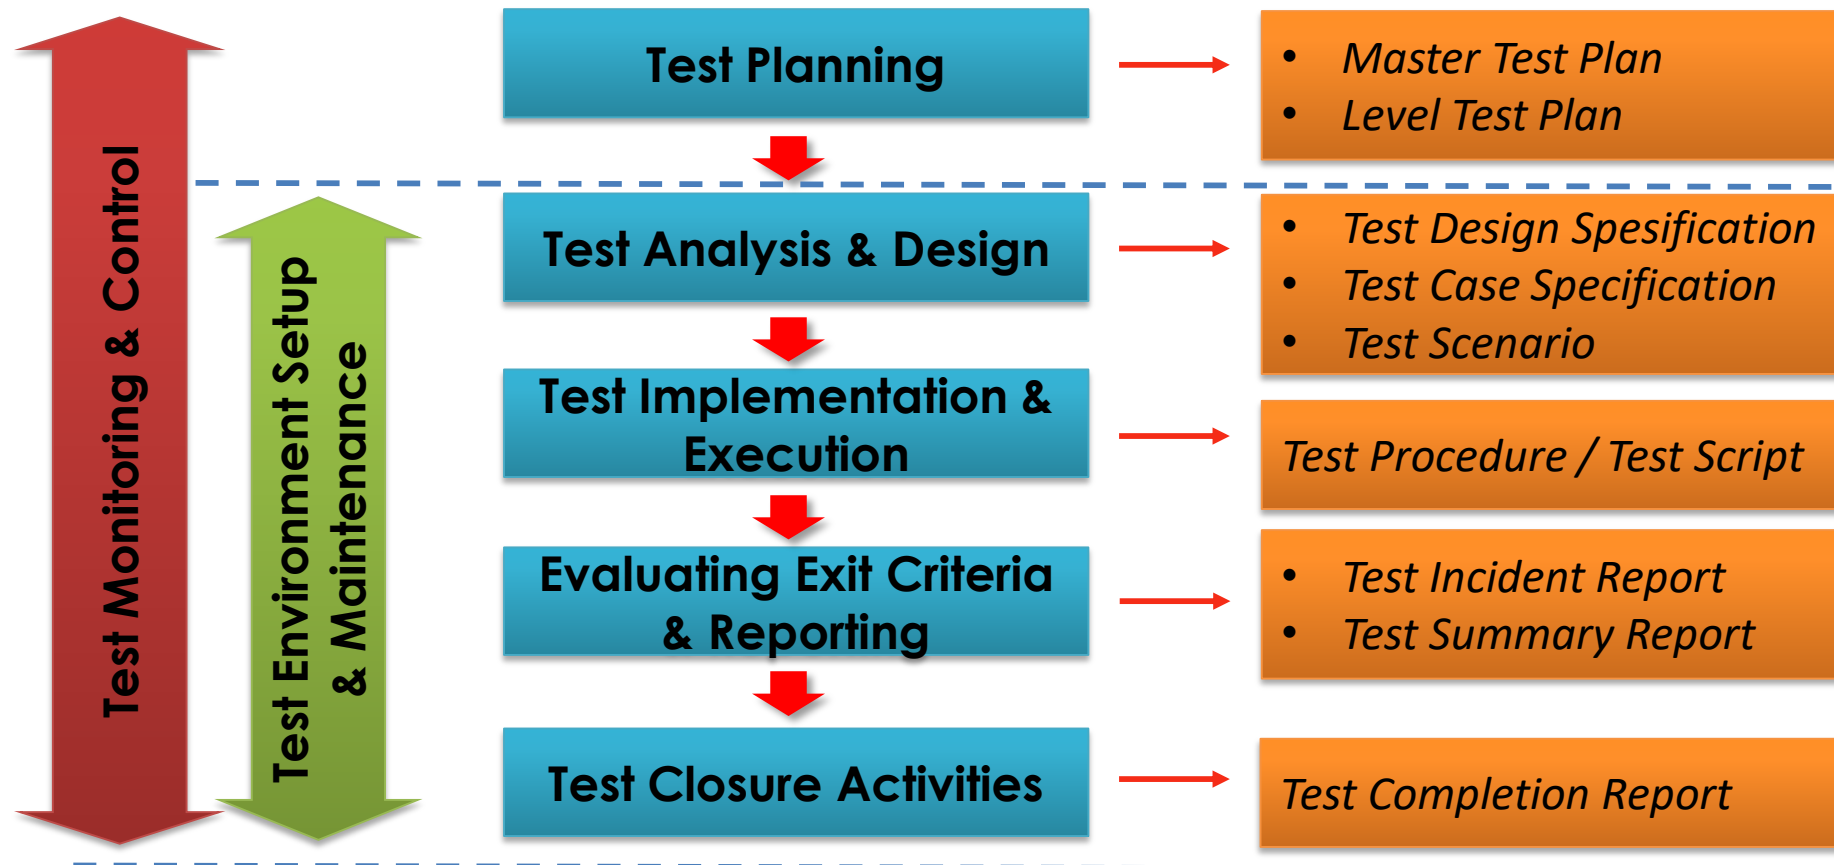 Test Monitoring & Control
Test Environment Setup
& Maintenance
Test Planning
• Master Test Plan
• Level Test Plan
Test Analysis & Design
• Test Design Spesification
• Test Case Specification
• Test Scenario
Test Implementation &
Execution
Test Procedure / Test Script
Evaluating Exit Criteria
& Reporting
• Test Incident Report
• Test Summary Report
Test Closure Activities
Test Completion Report